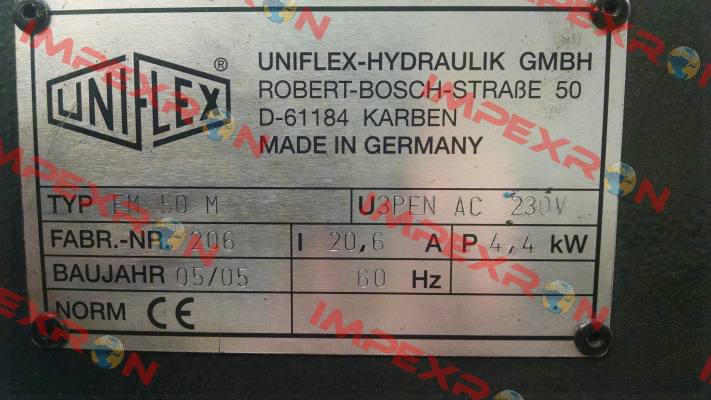 UNIFLEX®
UNIFLEX-HYDRAULIK GMBH
ROBERT-BOSCH-STRAßE 50
D-61184 KARBEN
MADE IN GERMANY
TYP EM 50 M U3PEN AC 230V
FABR.-NR. 206 I 20,6 A P 4,4 kW
BAUJAHR 05/05 60 Hz
NORM CE
IMPEXRON